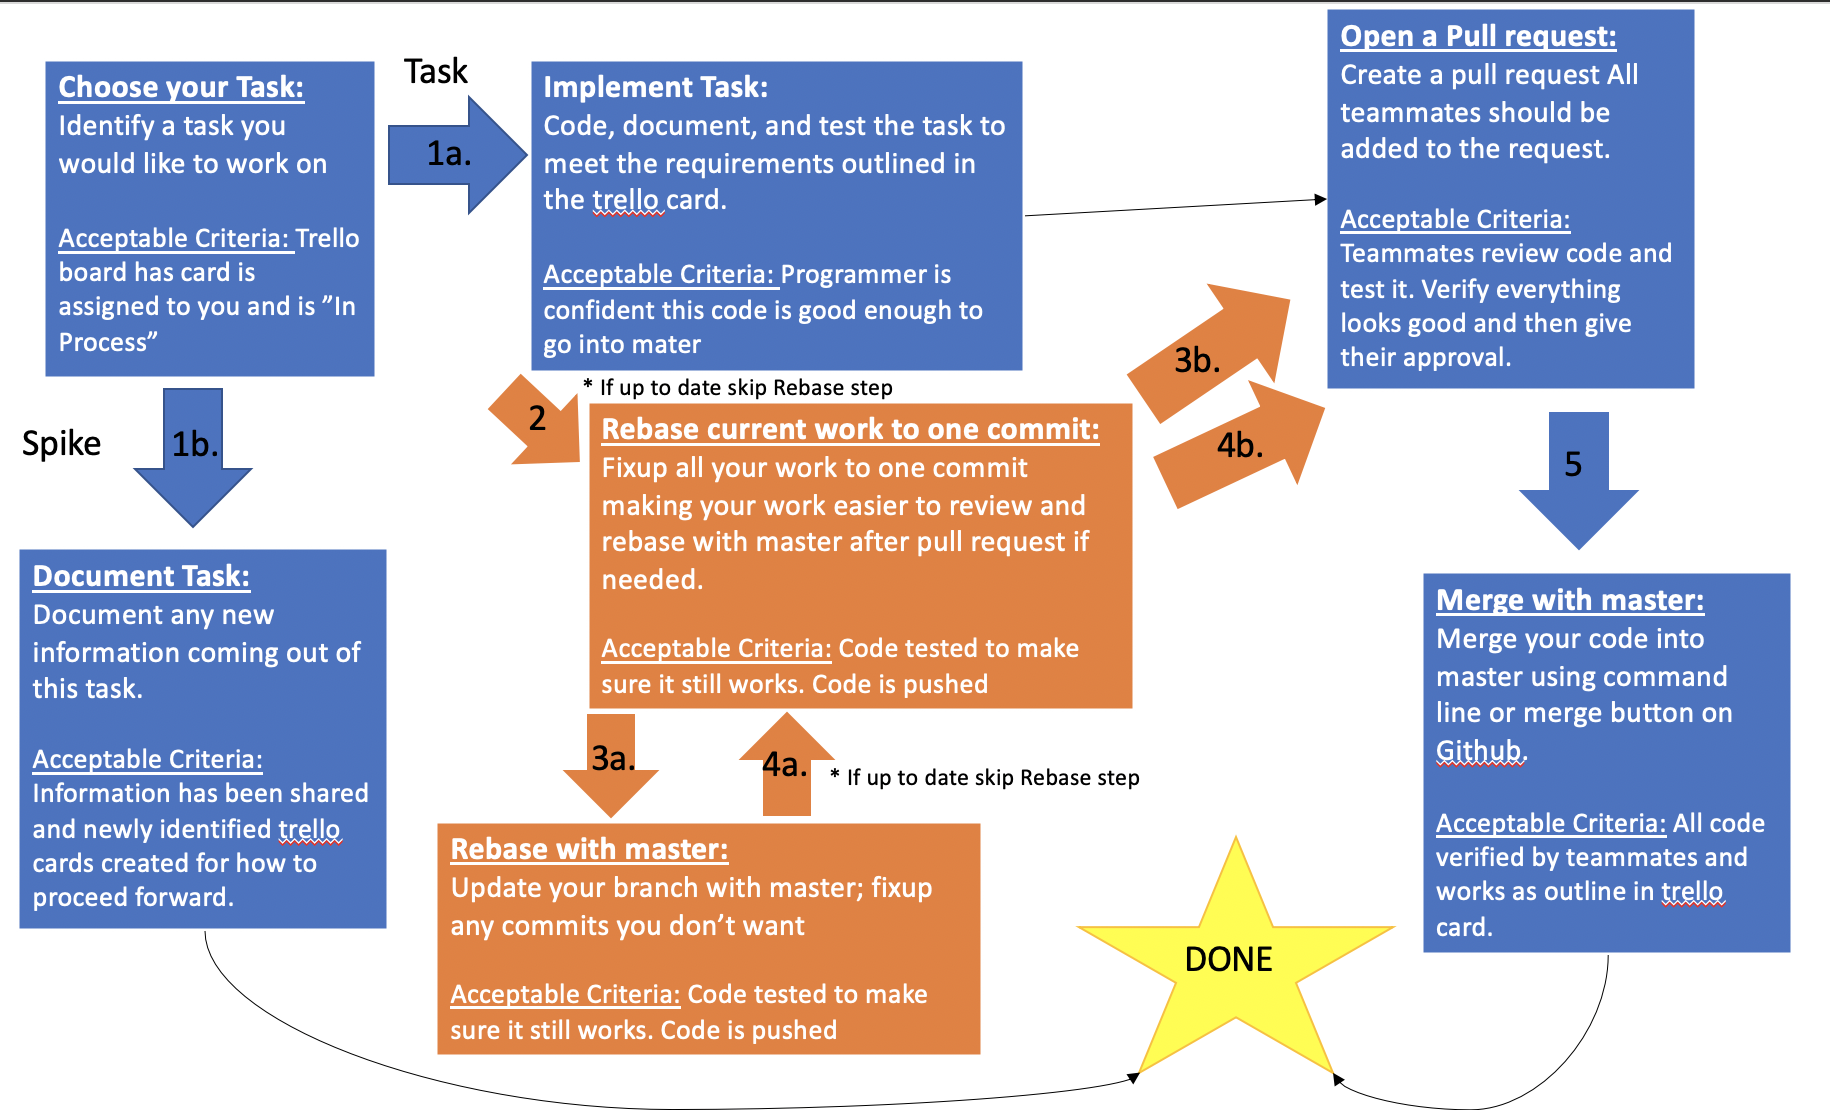 Choose your Task:
Identify a task you
would like to work on
Acceptable Criteria: Trello
board has card is
assigned to you and is ”In
Process”
Task
1a.
Implement Task:
Code, document, and test the task to
meet the requirements outlined in
the trello card.
Acceptable Criteria: Programmer is
confident this code is good enough to
go into mater
Open a Pull request:
Create a pull request All
teammates should be
added to the request.
Acceptable Criteria:
Teammates review code and
test it. Verify everything
looks good and then give
their approval.
Spike
1b.
2
* If up to date skip Rebase step
Rebase current work to one commit:
Fixup all your work to one commit
making your work easier to review and
rebase with master after pull request if
needed.
Acceptable Criteria: Code tested to make
sure it still works. Code is pushed
3b.
4b.
5
Document Task:
Document any new
information coming out of
this task.
Acceptable Criteria:
Information has been shared
and newly identified trello
cards created for how to
proceed forward.
3a.
4a.
* If up to date skip Rebase step
Rebase with master:
Update your branch with master; fixup
any commits you don’t want
Acceptable Criteria: Code tested to make
sure it still works. Code is pushed
Merge with master:
Merge your code into
master using command
line or merge button on
Github.
Acceptable Criteria: All code
verified by teammates and
works as outline in trello
card.
DONE